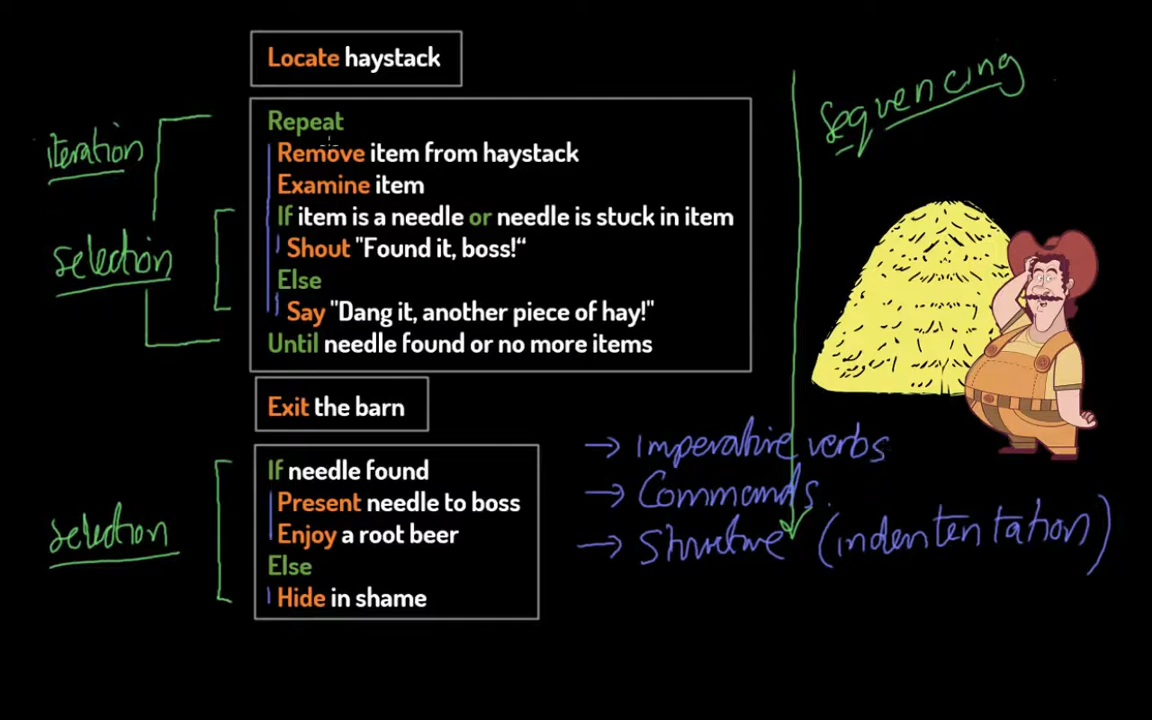 Locate haystack
sequencing
Repeat
iteration
Remove item from haystack
Examine item
If item is a needle or needle is stuck in item
selection
Shout "Found it, boss!“
Else
Say "Dang it, another piece of hay!"
Until needle found or no more items
Exit the barn
→ Imperative verbs
If needle found
→ Commands.
Present needle to boss
selection
Enjoy a root beer
→ Structure (indentention)
Else
Hide in shame